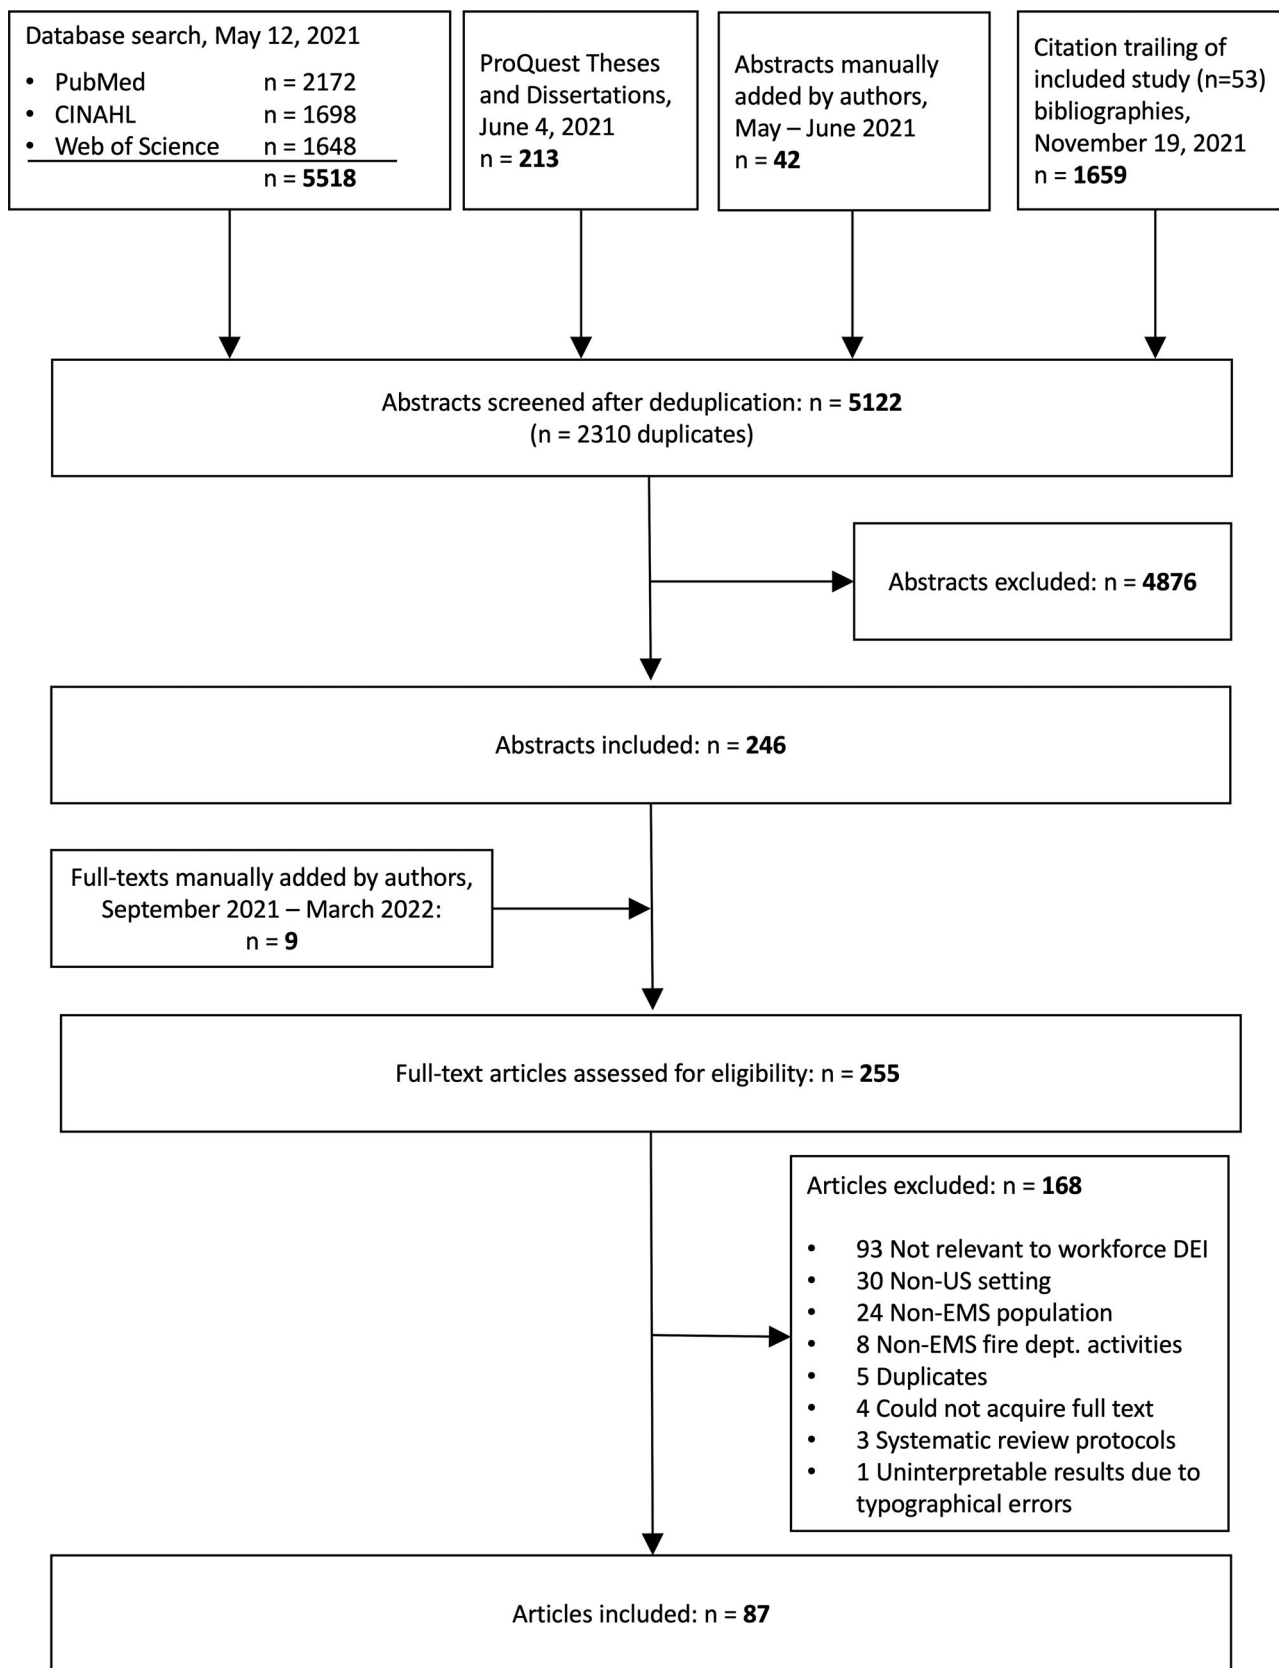 Database search, May 12, 2021
• PubMed n = 2172
• CINAHL n = 1698
• Web of Science n = 1648
n = 5518
ProQuest Theses
and Dissertations,
June 4, 2021
n = 213
Abstracts manually
added by authors,
May – June 2021
n = 42
Citation trailing of
included study (n=53)
bibliographies,
November 19, 2021
n = 1659
Abstracts screened after deduplication: n = 5122
(n = 2310 duplicates)
Abstracts excluded: n = 4876
Abstracts included: n = 246
Full-texts manually added by authors,
September 2021 – March 2022:
n = 9
Full-text articles assessed for eligibility: n = 255
Articles excluded: n = 168
• 93 Not relevant to workforce DEI
• 30 Non-US setting
• 24 Non-EMS population
• 8 Non-EMS fire dept. activities
• 5 Duplicates
• 4 Could not acquire full text
• 3 Systematic review protocols
• 1 Uninterpretable results due to
typographical errors
Articles included: n = 87